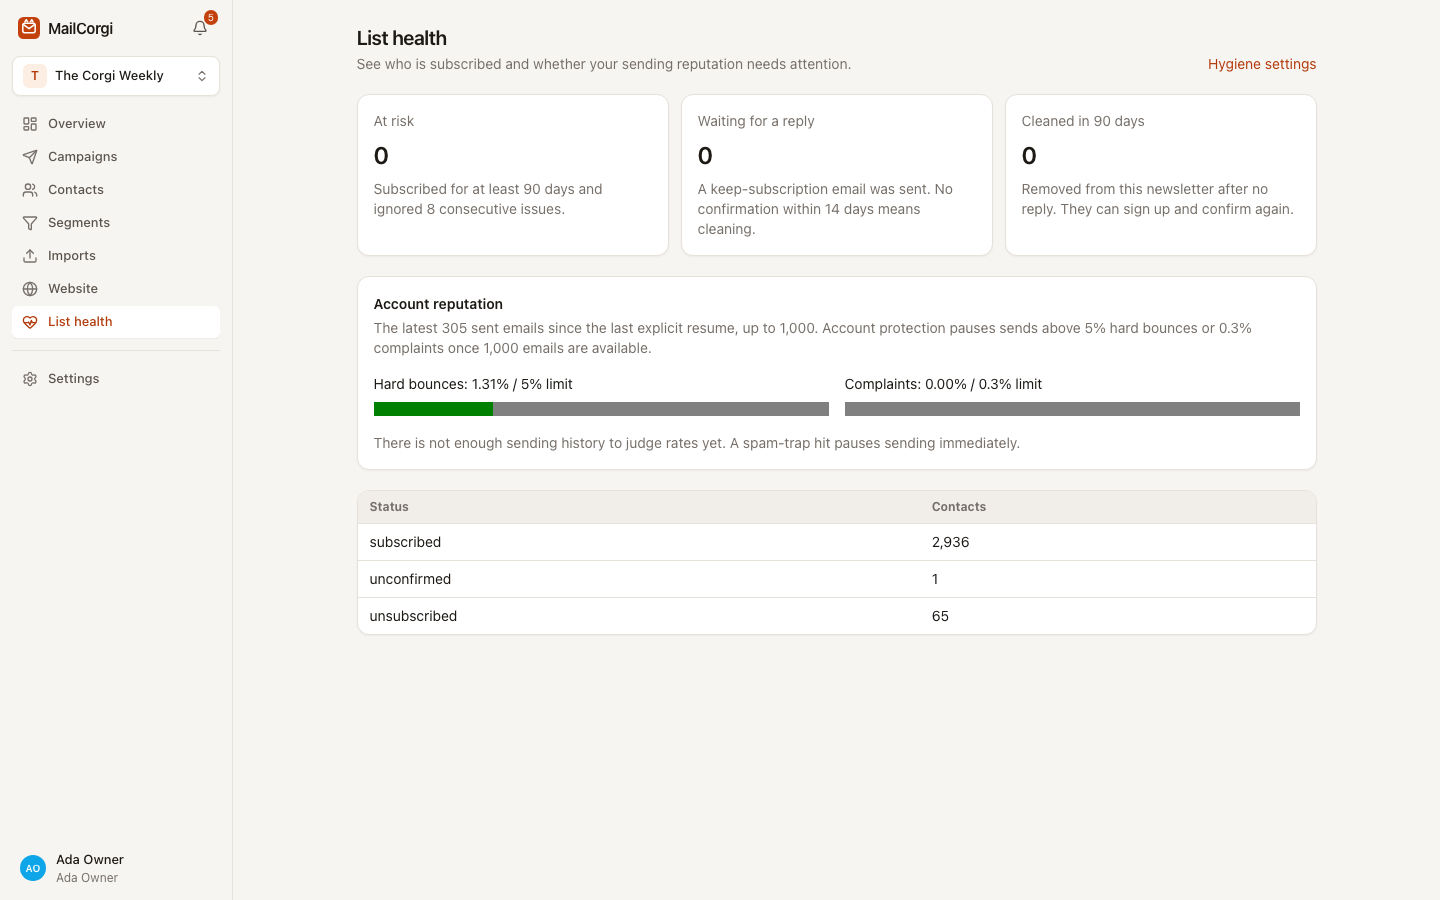 MailCorgi
5
T
The Corgi Weekly
Overview
Campaigns
Contacts
Segments
Imports
Website
List health
Settings
AO
Ada Owner
Ada Owner
List health
See who is subscribed and whether your sending reputation needs attention.
Hygiene settings
At risk
0
Subscribed for at least 90 days and
ignored 8 consecutive issues.
Waiting for a reply
0
A keep-subscription email was sent. No
confirmation within 14 days means
cleaning.
Cleaned in 90 days
0
Removed from this newsletter after no
reply. They can sign up and confirm again.
Account reputation
The latest 305 sent emails since the last explicit resume, up to 1,000. Account protection pauses sends above 5% hard bounces or 0.3%
complaints once 1,000 emails are available.
Hard bounces: 1.31% / 5% limit
Complaints: 0.00% / 0.3% limit
There is not enough sending history to judge rates yet. A spam-trap hit pauses sending immediately.
Status Contacts
subscribed 2,936
unconfirmed 1
unsubscribed 65